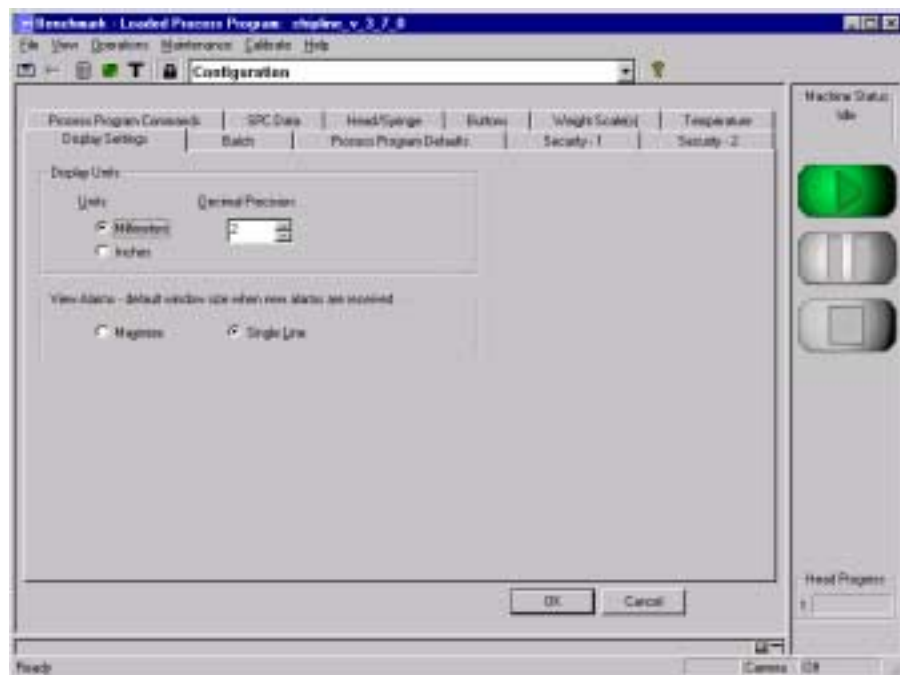 Benchmark - Loaded Process Program: chipline_v_3_7_0
File View Operations Maintenance Calibrate Help
T Configuration
Machine Status
Idle
Process Program Commands SPC Data Head/Syringe Buttons Weight Scale(s) Temperature
Display Settings Batch Process Program Defaults Security - 1 Security - 2
Display Units
Units Decimal Precision
Millimeters 2
Inches
View Alarms - default window size when new alarms are received
Maximize Single Line
Head Progress
OK Cancel
1
Ready Camera Off